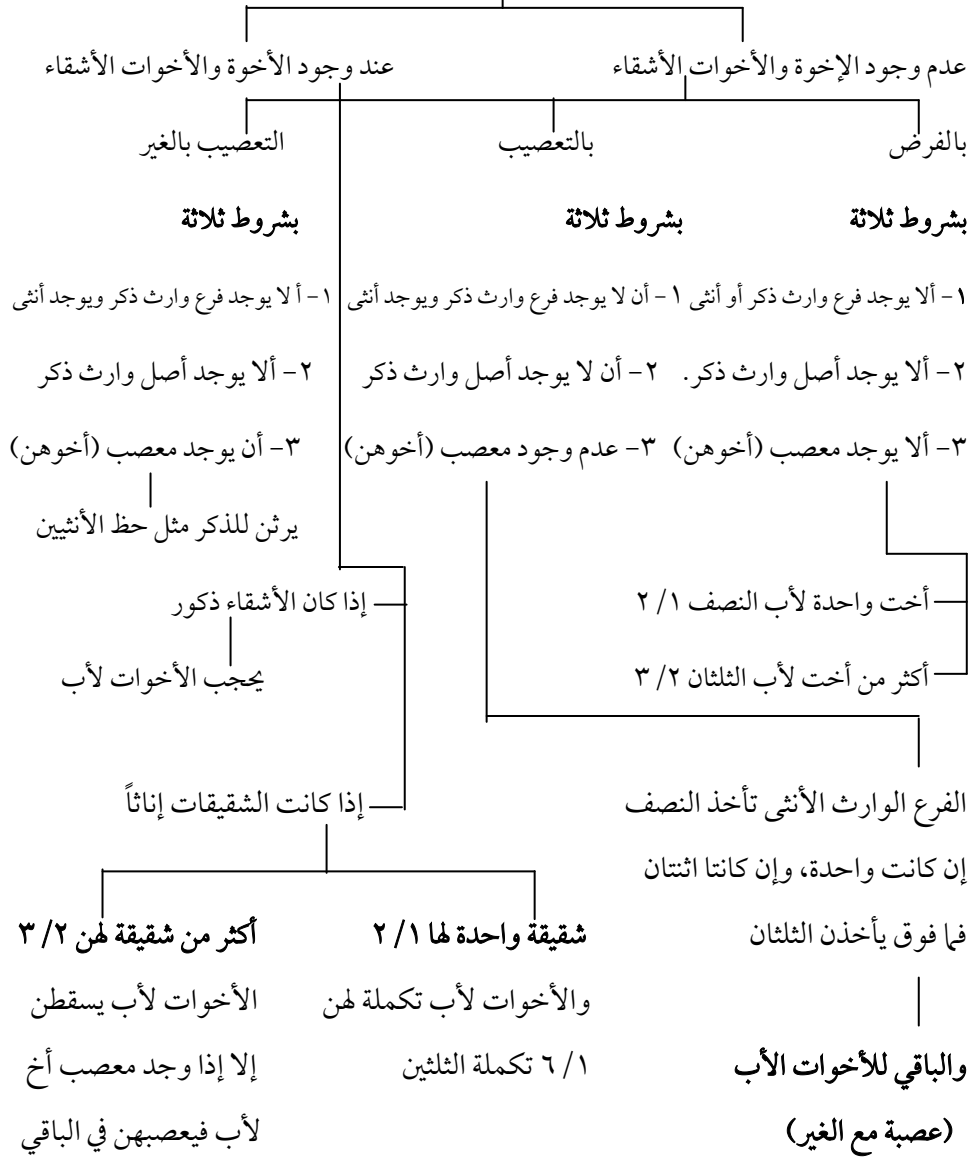 عدم وجود الإخوة والأخوات الأشقاء
عند وجود الأخوة والأخوات الأشقاء
بالفرض
بالتعصيب
التعصيب بالغير
بشروط ثلاثة
بشروط ثلاثة
بشروط ثلاثة
١- ألا يوجد فرع وارث ذكر أو أنثى
١- أن لا يوجد فرع وارث ذكر ويوجد أنثى
١- أ لا يوجد فرع وارث ذكر ويوجد أنثى
٢- ألا يوجد أصل وارث ذكر.
٢- أن لا يوجد أصل وارث ذكر
٢- ألا يوجد أصل وارث ذكر
٣- ألا يوجد معصب (أخوهن)
٣- عدم وجود معصب (أخوهن)
٣- أن يوجد معصب (أخوهن)
يرثن للذكر مثل حظ الأنثيين
أخت واحدة لأب النصف ١/ ٢
إذا كان الأشقاء ذكور
أكثر من أخت لأب الثلثان ٢/ ٣
يحجب الأخوات لأب
الفرع الوارث الأنثى تأخذ النصف
إن كانت واحدة، وإن كانتا اثنتان
فما فوق يأخذن الثلثان
والباقي للأخوات الأب
(عصبة مع الغير)
إذا كانت الشقيقات إناثاً
شقيقة واحدة لها ١/ ٢
والأخوات لأب تكملة لهن
١/ ٦ تكملة الثلثين
أكثر من شقيقة لهن ٢/ ٣
الأخوات لأب يسقطن
إلا إذا وجد معصب أخ
لأب فيعصبهن في الباقي